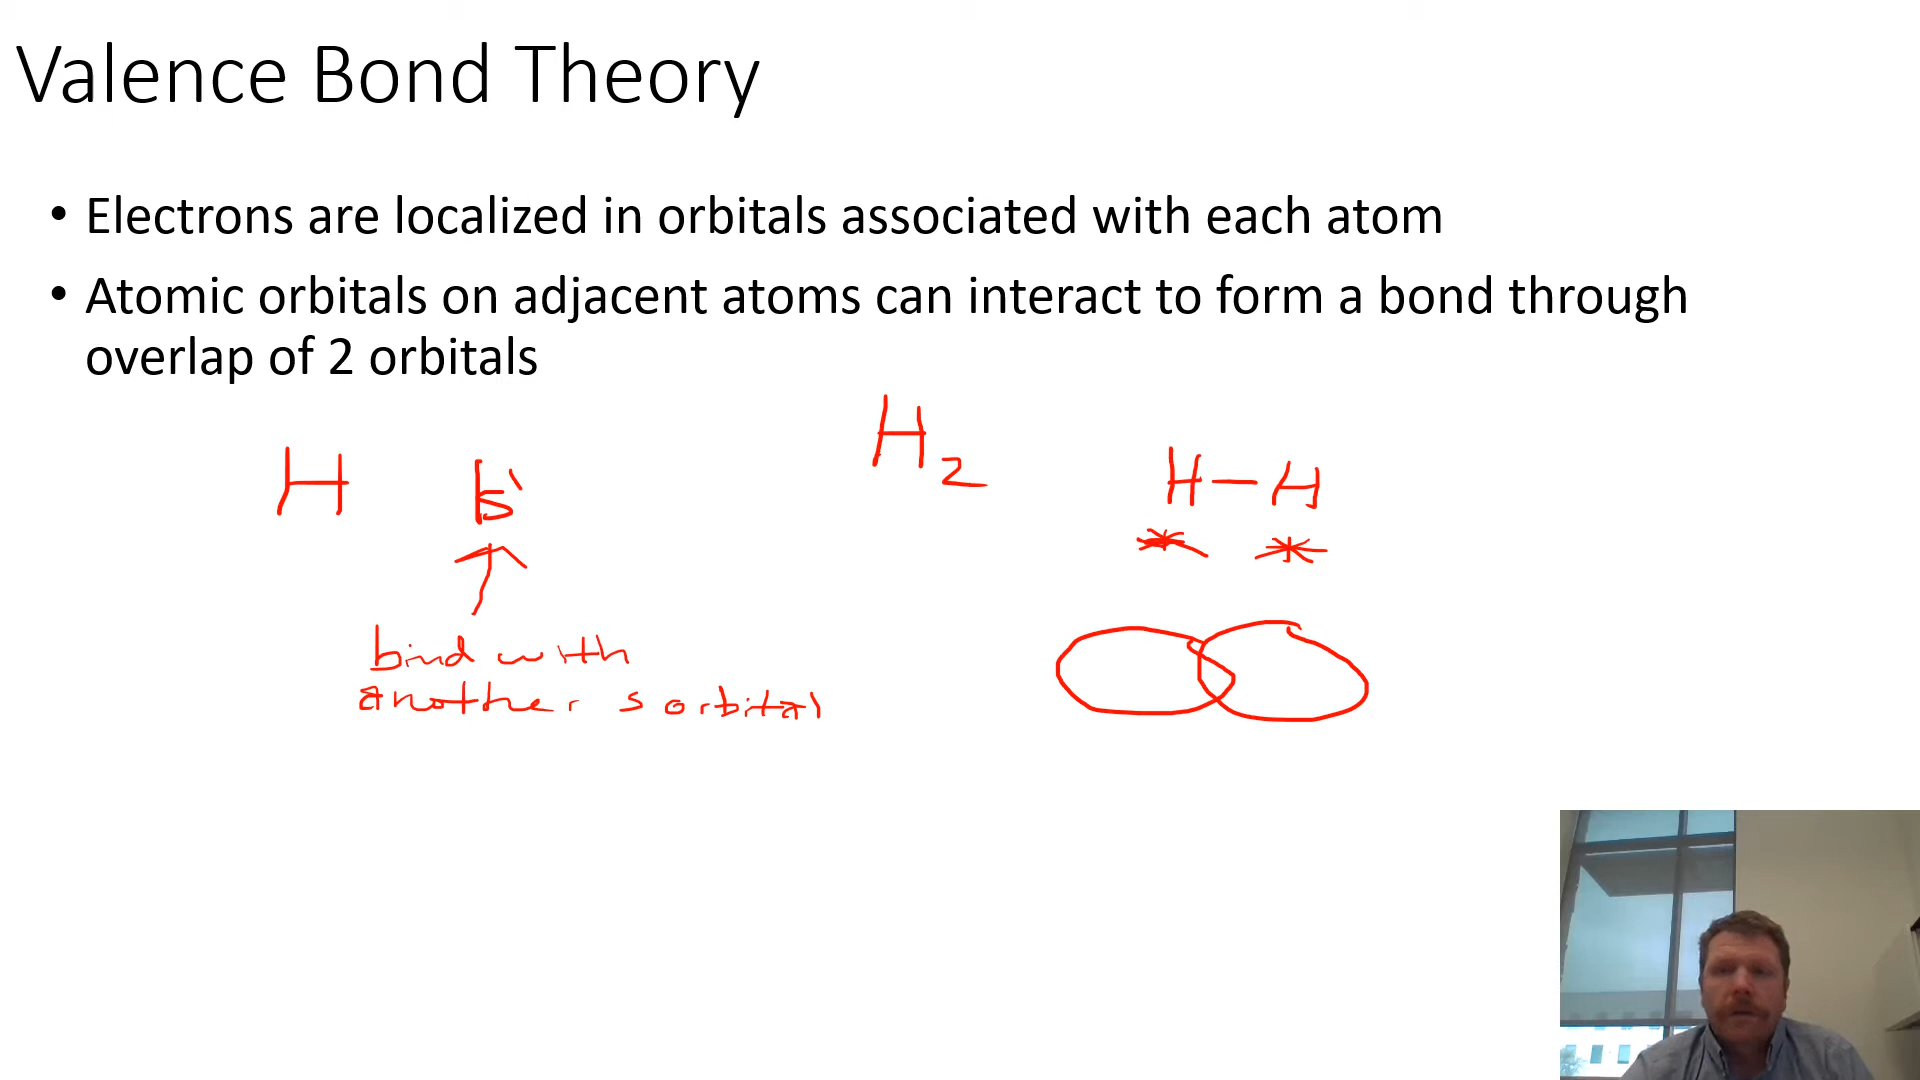 Valence Bond Theory
• Electrons are localized in orbitals associated with each atom
• Atomic orbitals on adjacent atoms can interact to form a bond through
overlap of 2 orbitals
H 1s¹
H₂
H–H
bind with
another s orbital